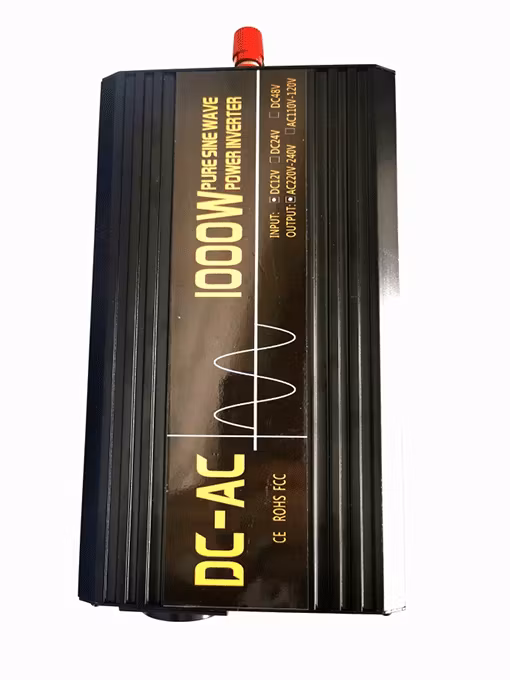 DC-AC
1000W
PURE SINE WAVE
POWER INVERTER
INPUT: ☑DC12V ☐DC24V ☐DC48V
OUTPUT: ☑AC220V-240V ☐AC110V-120V
CE ROHS FCC